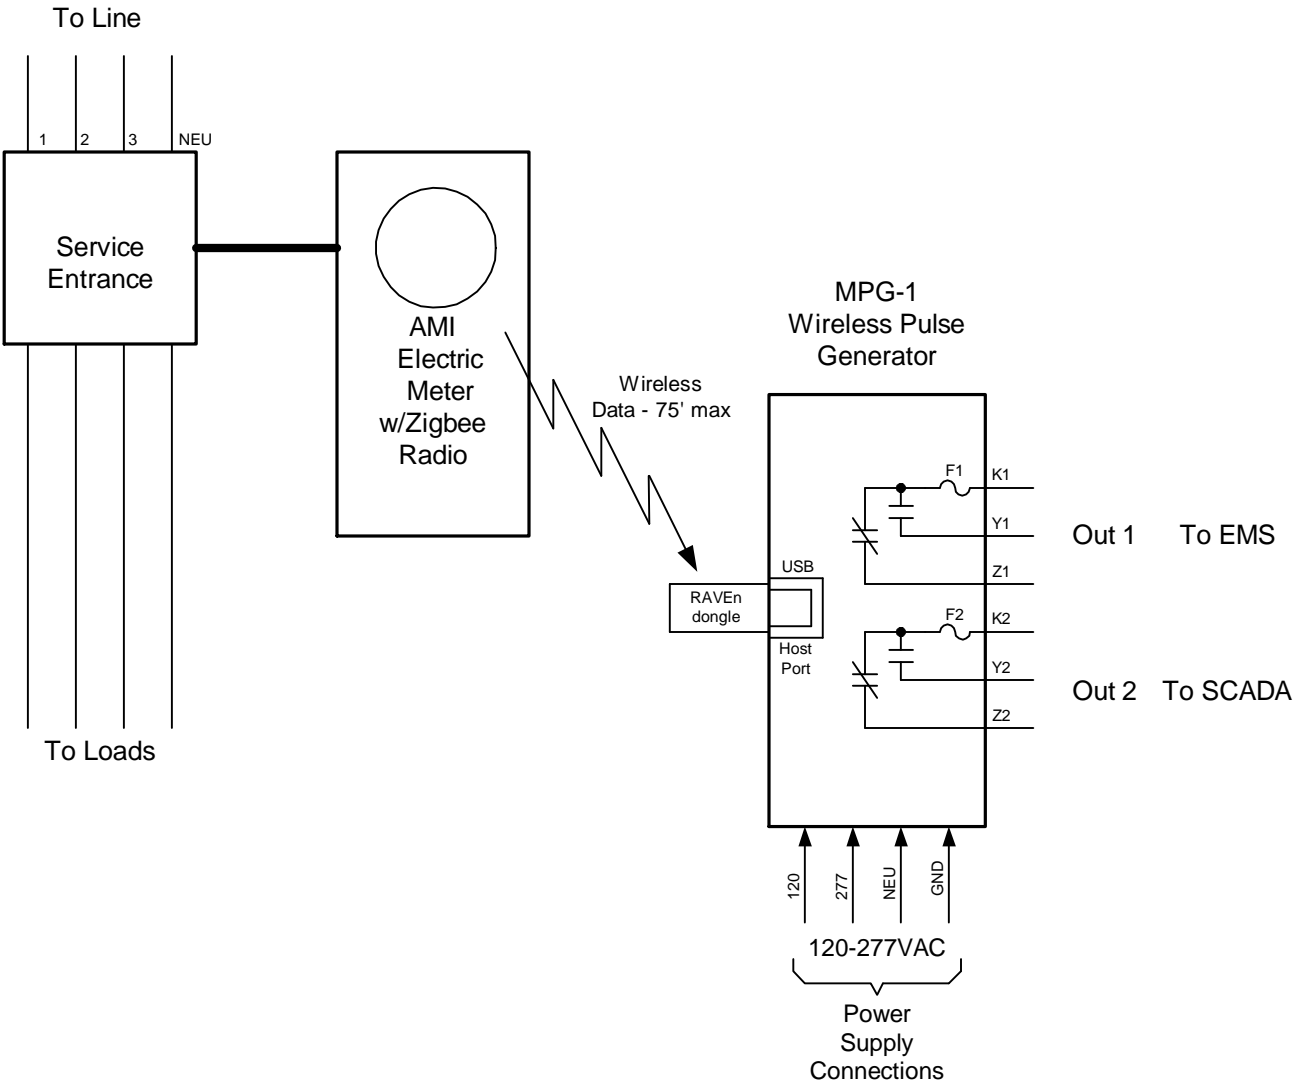 To Line
1
2
3
NEU
Service
Entrance
To Loads
AMI
Electric
Meter
w/Zigbee
Radio
Wireless
Data - 75' max
MPG-1
Wireless Pulse
Generator
RAVEn
dongle
USB
Host
Port
F1
K1
Y1
Z1
Out 1
To EMS
F2
K2
Y2
Z2
Out 2
To SCADA
120
277
NEU
GND
120-277VAC
Power
Supply
Connections